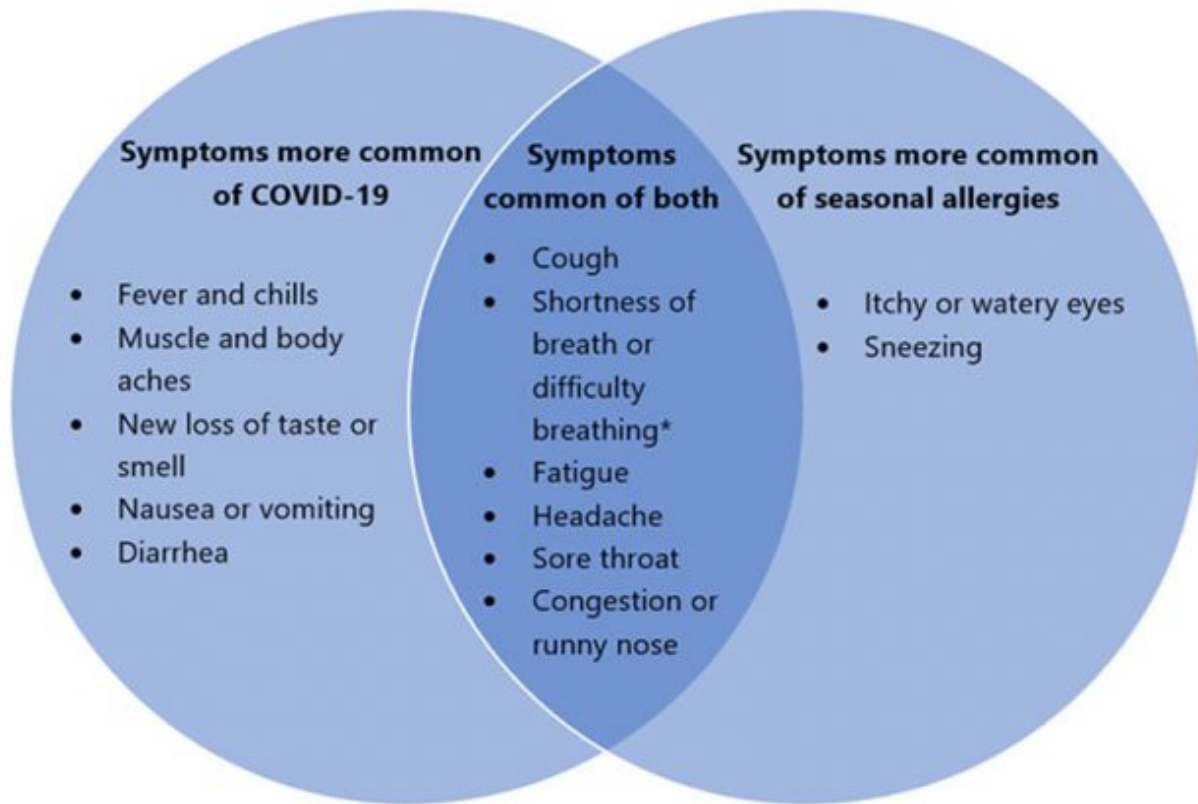 Symptoms more common
of COVID-19
• Fever and chills
• Muscle and body
aches
• New loss of taste or
smell
• Nausea or vomiting
• Diarrhea
Symptoms
common of both
• Cough
• Shortness of
breath or
difficulty
breathing*
• Fatigue
• Headache
• Sore throat
• Congestion or
runny nose
Symptoms more common
of seasonal allergies
• Itchy or watery eyes
• Sneezing